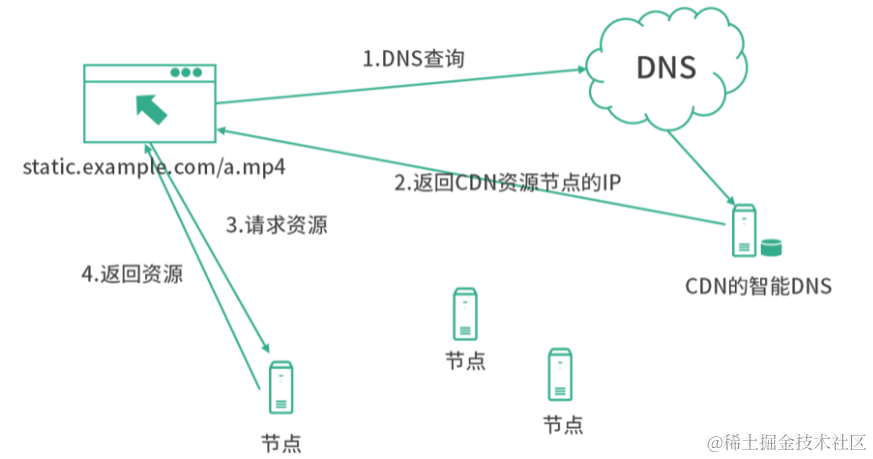 1.DNS查询
DNS
static.example.com/a.mp4
2.返回CDN资源节点的IP
3.请求资源
4.返回资源
CDN的智能DNS
节点
节点
节点
@稀土掘金技术社区